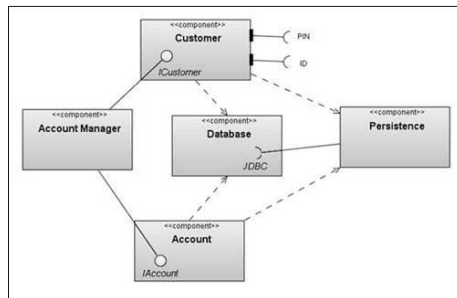 <<component>>
Customer
ICustomer
PIN
ID
<<component>>
Account Manager
<<component>>
Database
JDBC
<<component>>
Persistence
<<component>>
Account
IAccount